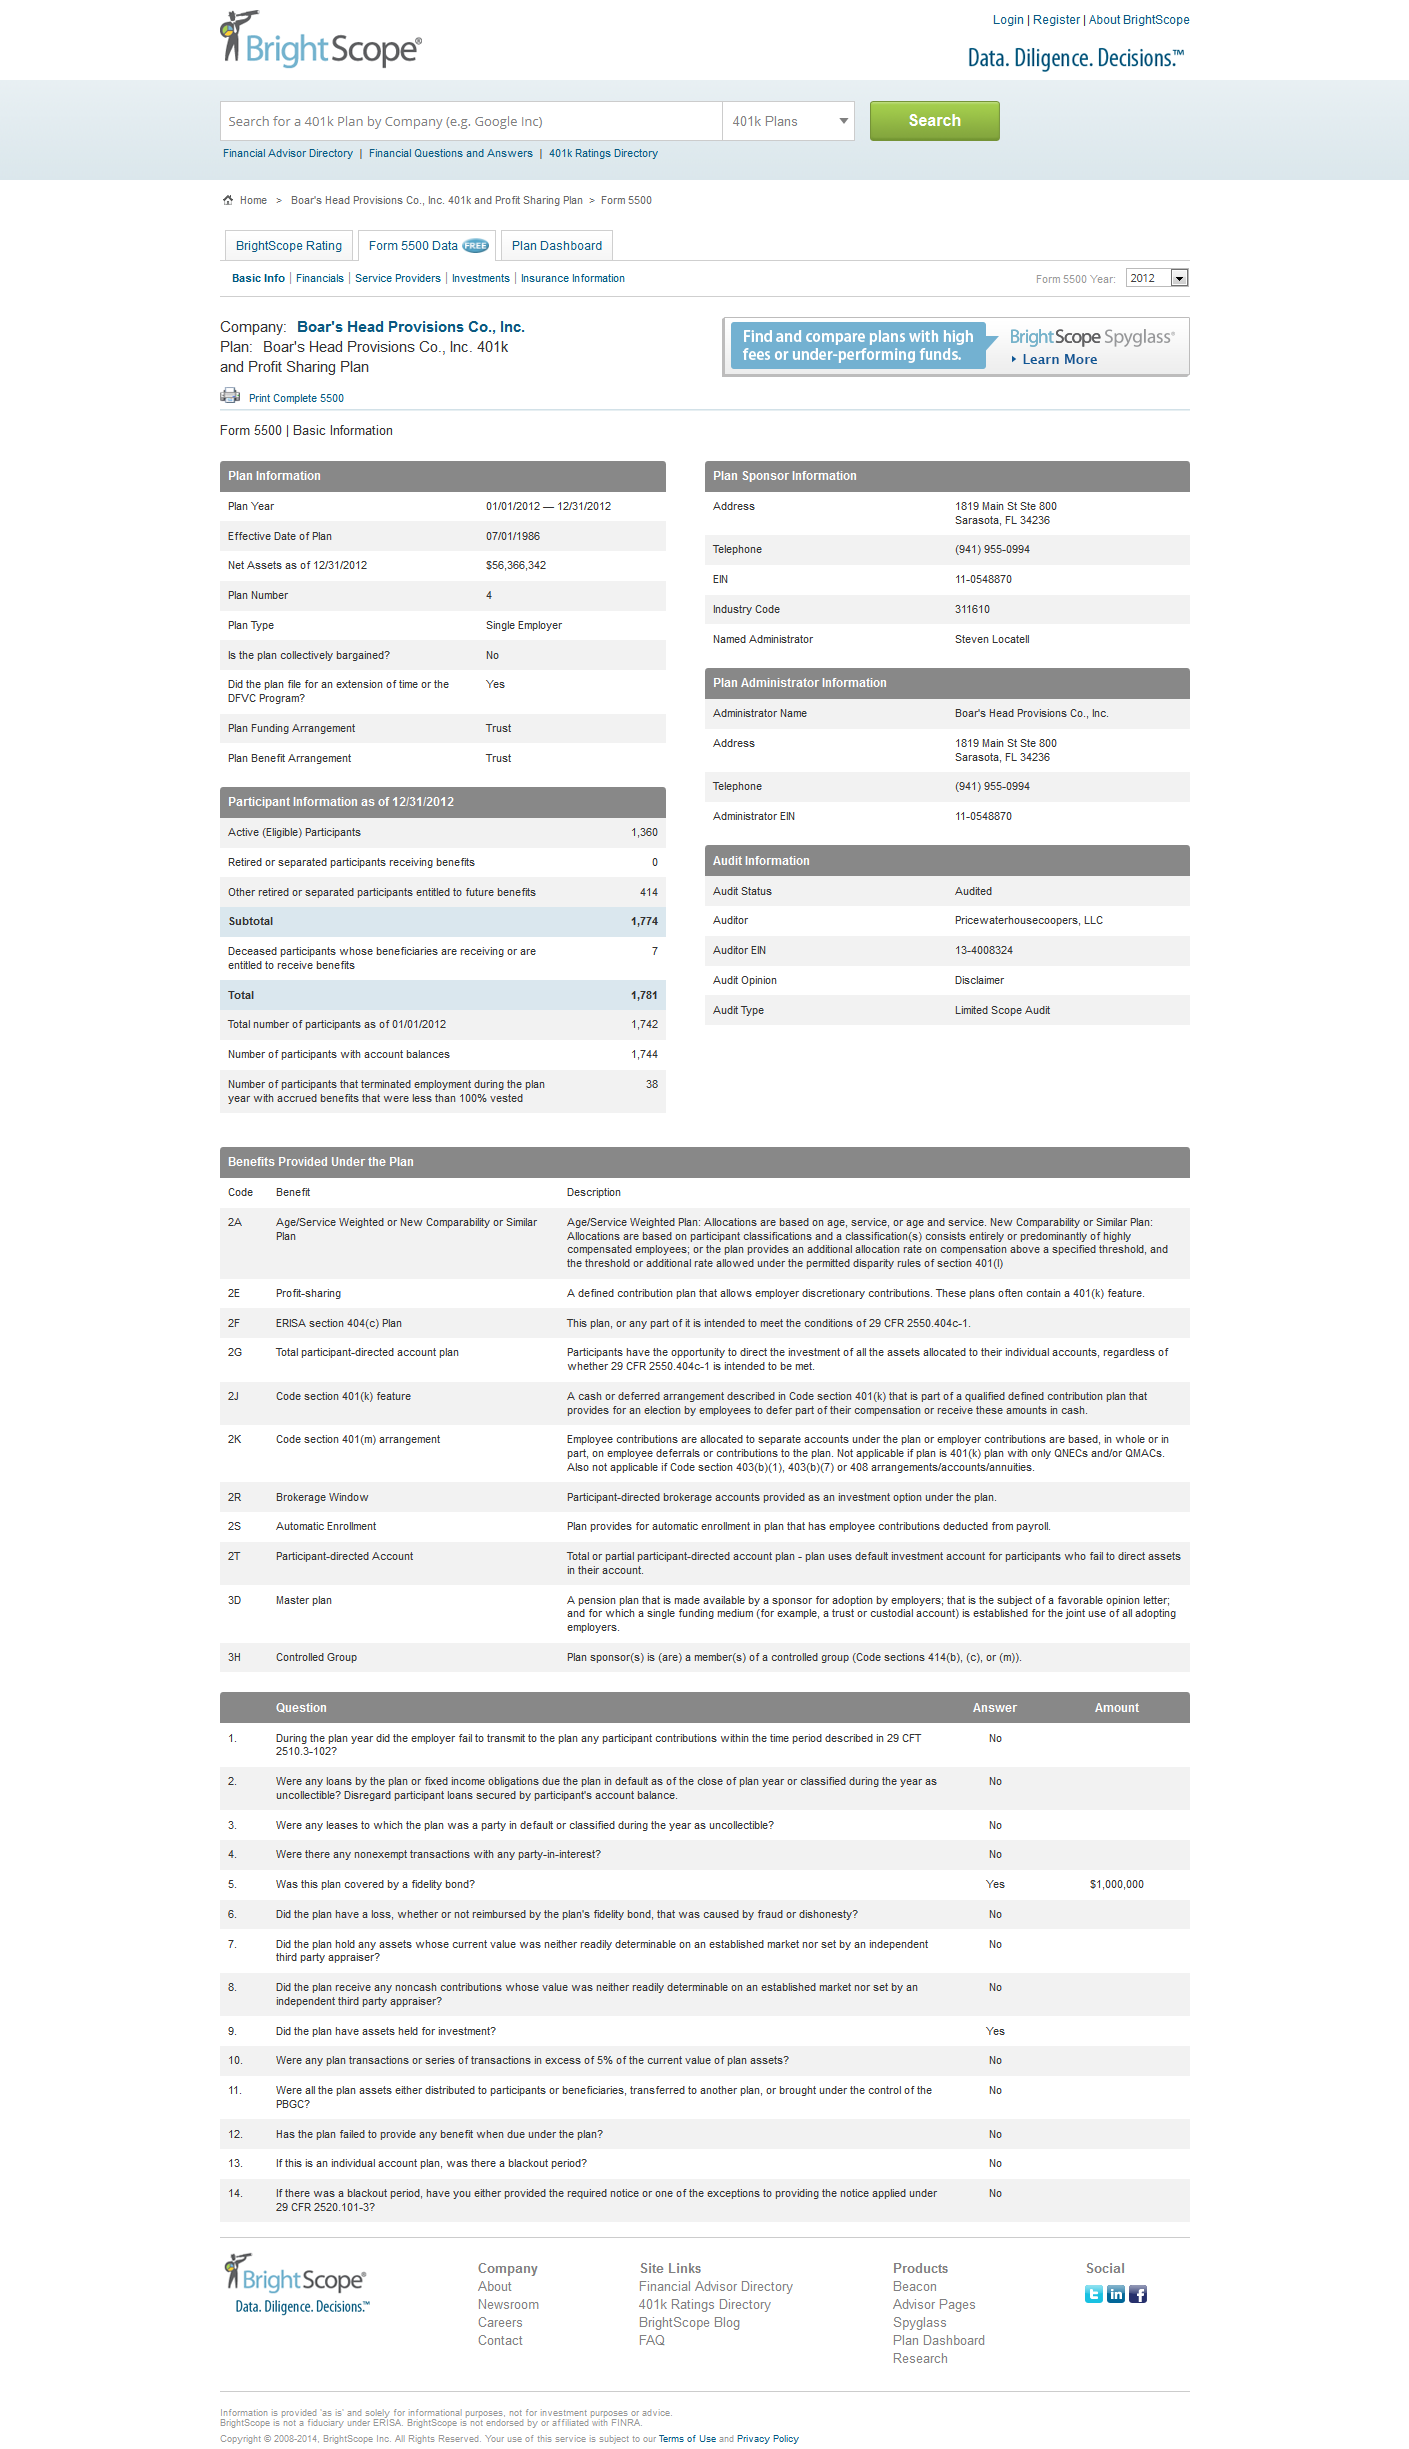 BrightScope®
Login | Register | About BrightScope
Data. Diligence. Decisions.™
Search for a 401k Plan by Company (e.g. Google Inc)
401k Plans
Search
Financial Advisor Directory | Financial Questions and Answers | 401k Ratings Directory
Home > Boar's Head Provisions Co., Inc. 401k and Profit Sharing Plan > Form 5500
BrightScope Rating
Form 5500 Data FREE
Plan Dashboard
Basic Info | Financials | Service Providers | Investments | Insurance Information
Form 5500 Year: 2012
Company: Boar's Head Provisions Co., Inc.
Plan: Boar's Head Provisions Co., Inc. 401k
and Profit Sharing Plan
Find and compare plans with high
fees or under-performing funds.
BrightScope Spyglass®
Learn More
Print Complete 5500
Form 5500 | Basic Information
Plan Information
Plan Year 01/01/2012 — 12/31/2012
Effective Date of Plan 07/01/1986
Net Assets as of 12/31/2012 $56,366,342
Plan Number 4
Plan Type Single Employer
Is the plan collectively bargained? No
Did the plan file for an extension of time or the Yes
DFVC Program?
Plan Funding Arrangement Trust
Plan Benefit Arrangement Trust
Participant Information as of 12/31/2012
Active (Eligible) Participants 1,360
Retired or separated participants receiving benefits 0
Other retired or separated participants entitled to future benefits 414
Subtotal 1,774
Deceased participants whose beneficiaries are receiving or are 7
entitled to receive benefits
Total 1,781
Total number of participants as of 01/01/2012 1,742
Number of participants with account balances 1,744
Number of participants that terminated employment during the plan 38
year with accrued benefits that were less than 100% vested
Plan Sponsor Information
Address 1819 Main St Ste 800
Sarasota, FL 34236
Telephone (941) 955-0994
EIN 11-0548870
Industry Code 311610
Named Administrator Steven Locatell
Plan Administrator Information
Administrator Name Boar's Head Provisions Co., Inc.
Address 1819 Main St Ste 800
Sarasota, FL 34236
Telephone (941) 955-0994
Administrator EIN 11-0548870
Audit Information
Audit Status Audited
Auditor Pricewaterhousecoopers, LLC
Auditor EIN 13-4008324
Audit Opinion Disclaimer
Audit Type Limited Scope Audit
Benefits Provided Under the Plan
Code Benefit Description
2A Age/Service Weighted or New Comparability or Similar Age/Service Weighted Plan: Allocations are based on age, service, or age and service. New Comparability or Similar Plan:
Plan Allocations are based on participant classifications and a classification(s) consists entirely or predominantly of highly
compensated employees; or the plan provides an additional allocation rate on compensation above a specified threshold, and
the threshold or additional rate allowed under the permitted disparity rules of section 401(l)
2E Profit-sharing A defined contribution plan that allows employer discretionary contributions. These plans often contain a 401(k) feature.
2F ERISA section 404(c) Plan This plan, or any part of it is intended to meet the conditions of 29 CFR 2550.404c-1.
2G Total participant-directed account plan Participants have the opportunity to direct the investment of all the assets allocated to their individual accounts, regardless of
whether 29 CFR 2550.404c-1 is intended to be met.
2J Code section 401(k) feature A cash or deferred arrangement described in Code section 401(k) that is part of a qualified defined contribution plan that
provides for an election by employees to defer part of their compensation or receive these amounts in cash.
2K Code section 401(m) arrangement Employee contributions are allocated to separate accounts under the plan or employer contributions are based, in whole or in
part, on employee deferrals or contributions to the plan. Not applicable if plan is 401(k) plan with only QNECs and/or QMACs.
Also not applicable if Code section 403(b)(1), 403(b)(7) or 408 arrangements/accounts/annuities.
2R Brokerage Window Participant-directed brokerage accounts provided as an investment option under the plan.
2S Automatic Enrollment Plan provides for automatic enrollment in plan that has employee contributions deducted from payroll.
2T Participant-directed Account Total or partial participant-directed account plan - plan uses default investment account for participants who fail to direct assets
in their account.
3D Master plan A pension plan that is made available by a sponsor for adoption by employers; that is the subject of a favorable opinion letter;
and for which a single funding medium (for example, a trust or custodial account) is established for the joint use of all adopting
employers.
3H Controlled Group Plan sponsor(s) is (are) a member(s) of a controlled group (Code sections 414(b), (c), or (m)).
Question Answer Amount
1. During the plan year did the employer fail to transmit to the plan any participant contributions within the time period described in 29 CFT No
2510.3-102?
2. Were any loans by the plan or fixed income obligations due the plan in default as of the close of plan year or classified during the year as No
uncollectible? Disregard participant loans secured by participant's account balance.
3. Were any leases to which the plan was a party in default or classified during the year as uncollectible? No
4. Were there any nonexempt transactions with any party-in-interest? No
5. Was this plan covered by a fidelity bond? Yes $1,000,000
6. Did the plan have a loss, whether or not reimbursed by the plan's fidelity bond, that was caused by fraud or dishonesty? No
7. Did the plan hold any assets whose current value was neither readily determinable on an established market nor set by an independent No
third party appraiser?
8. Did the plan receive any noncash contributions whose value was neither readily determinable on an established market nor set by an No
independent third party appraiser?
9. Did the plan have assets held for investment? Yes
10. Were any plan transactions or series of transactions in excess of 5% of the current value of plan assets? No
11. Were all the plan assets either distributed to participants or beneficiaries, transferred to another plan, or brought under the control of the No
PBGC?
12. Has the plan failed to provide any benefit when due under the plan? No
13. If this is an individual account plan, was there a blackout period? No
14. If there was a blackout period, have you either provided the required notice or one of the exceptions to providing the notice applied under No
29 CFR 2520.101-3?
BrightScope®
Data. Diligence. Decisions.™
Company
About
Newsroom
Careers
Contact
Site Links
Financial Advisor Directory
401k Ratings Directory
BrightScope Blog
FAQ
Products
Beacon
Advisor Pages
Spyglass
Plan Dashboard
Research
Social
Information is provided 'as is' and solely for informational purposes, not for investment purposes or advice.
BrightScope is not a fiduciary under ERISA. BrightScope is not endorsed by or affiliated with FINRA.
Copyright © 2008-2014, BrightScope Inc. All Rights Reserved. Your use of this service is subject to our Terms of Use and Privacy Policy